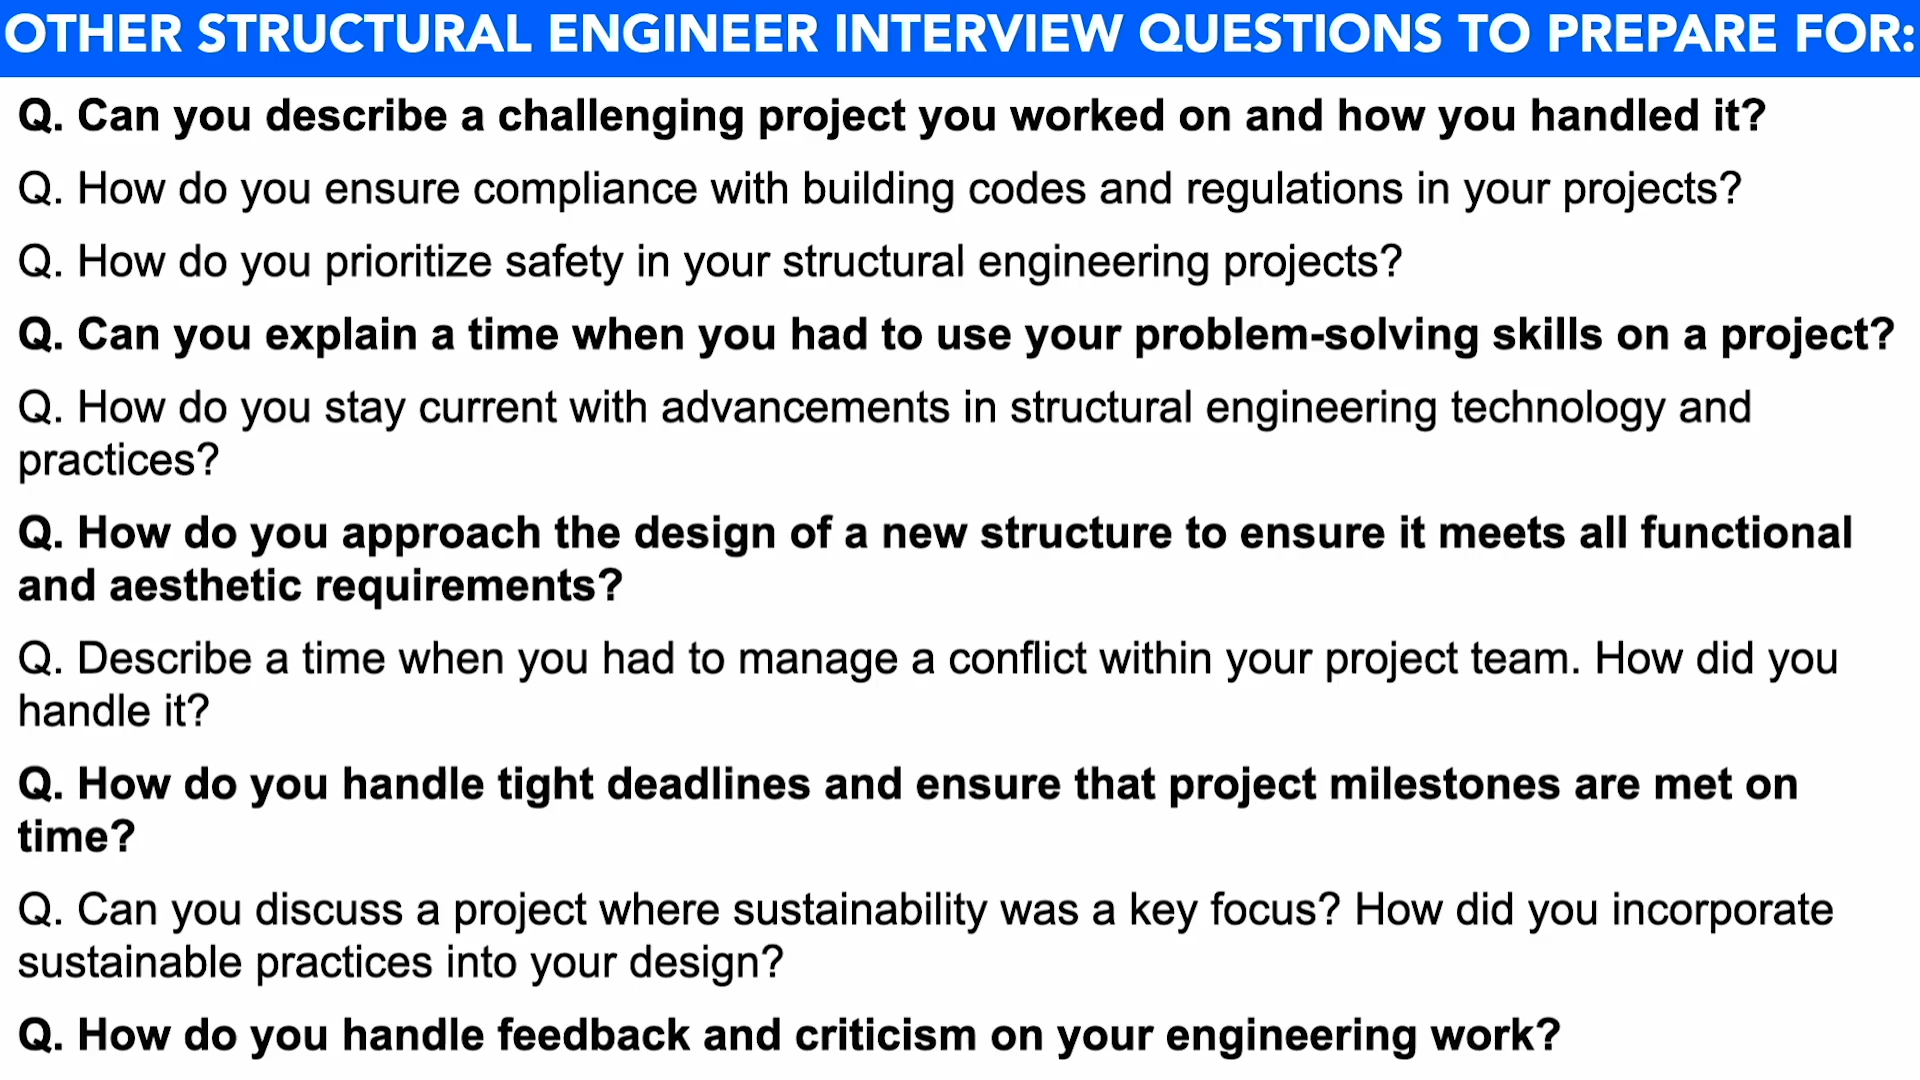 OTHER STRUCTURAL ENGINEER INTERVIEW QUESTIONS TO PREPARE FOR:
Q. Can you describe a challenging project you worked on and how you handled it?
Q. How do you ensure compliance with building codes and regulations in your projects?
Q. How do you prioritize safety in your structural engineering projects?
Q. Can you explain a time when you had to use your problem-solving skills on a project?
Q. How do you stay current with advancements in structural engineering technology and
practices?
Q. How do you approach the design of a new structure to ensure it meets all functional
and aesthetic requirements?
Q. Describe a time when you had to manage a conflict within your project team. How did you
handle it?
Q. How do you handle tight deadlines and ensure that project milestones are met on
time?
Q. Can you discuss a project where sustainability was a key focus? How did you incorporate
sustainable practices into your design?
Q. How do you handle feedback and criticism on your engineering work?